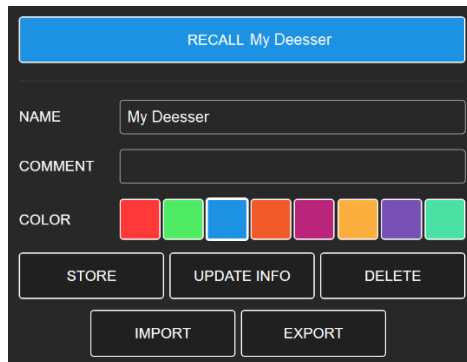 RECALL My Deesser
NAME My Deesser
COMMENT
COLOR
STORE UPDATE INFO DELETE
IMPORT EXPORT